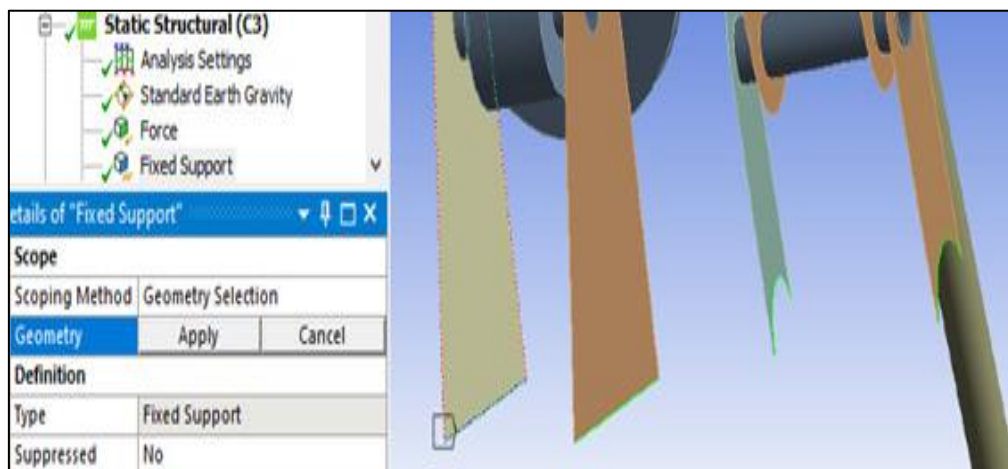 Static Structural (C3)
Analysis Settings
Standard Earth Gravity
Force
Fixed Support
etails of "Fixed Support"
Scope
Scoping Method Geometry Selection
Geometry Apply Cancel
Definition
Type Fixed Support
Suppressed No